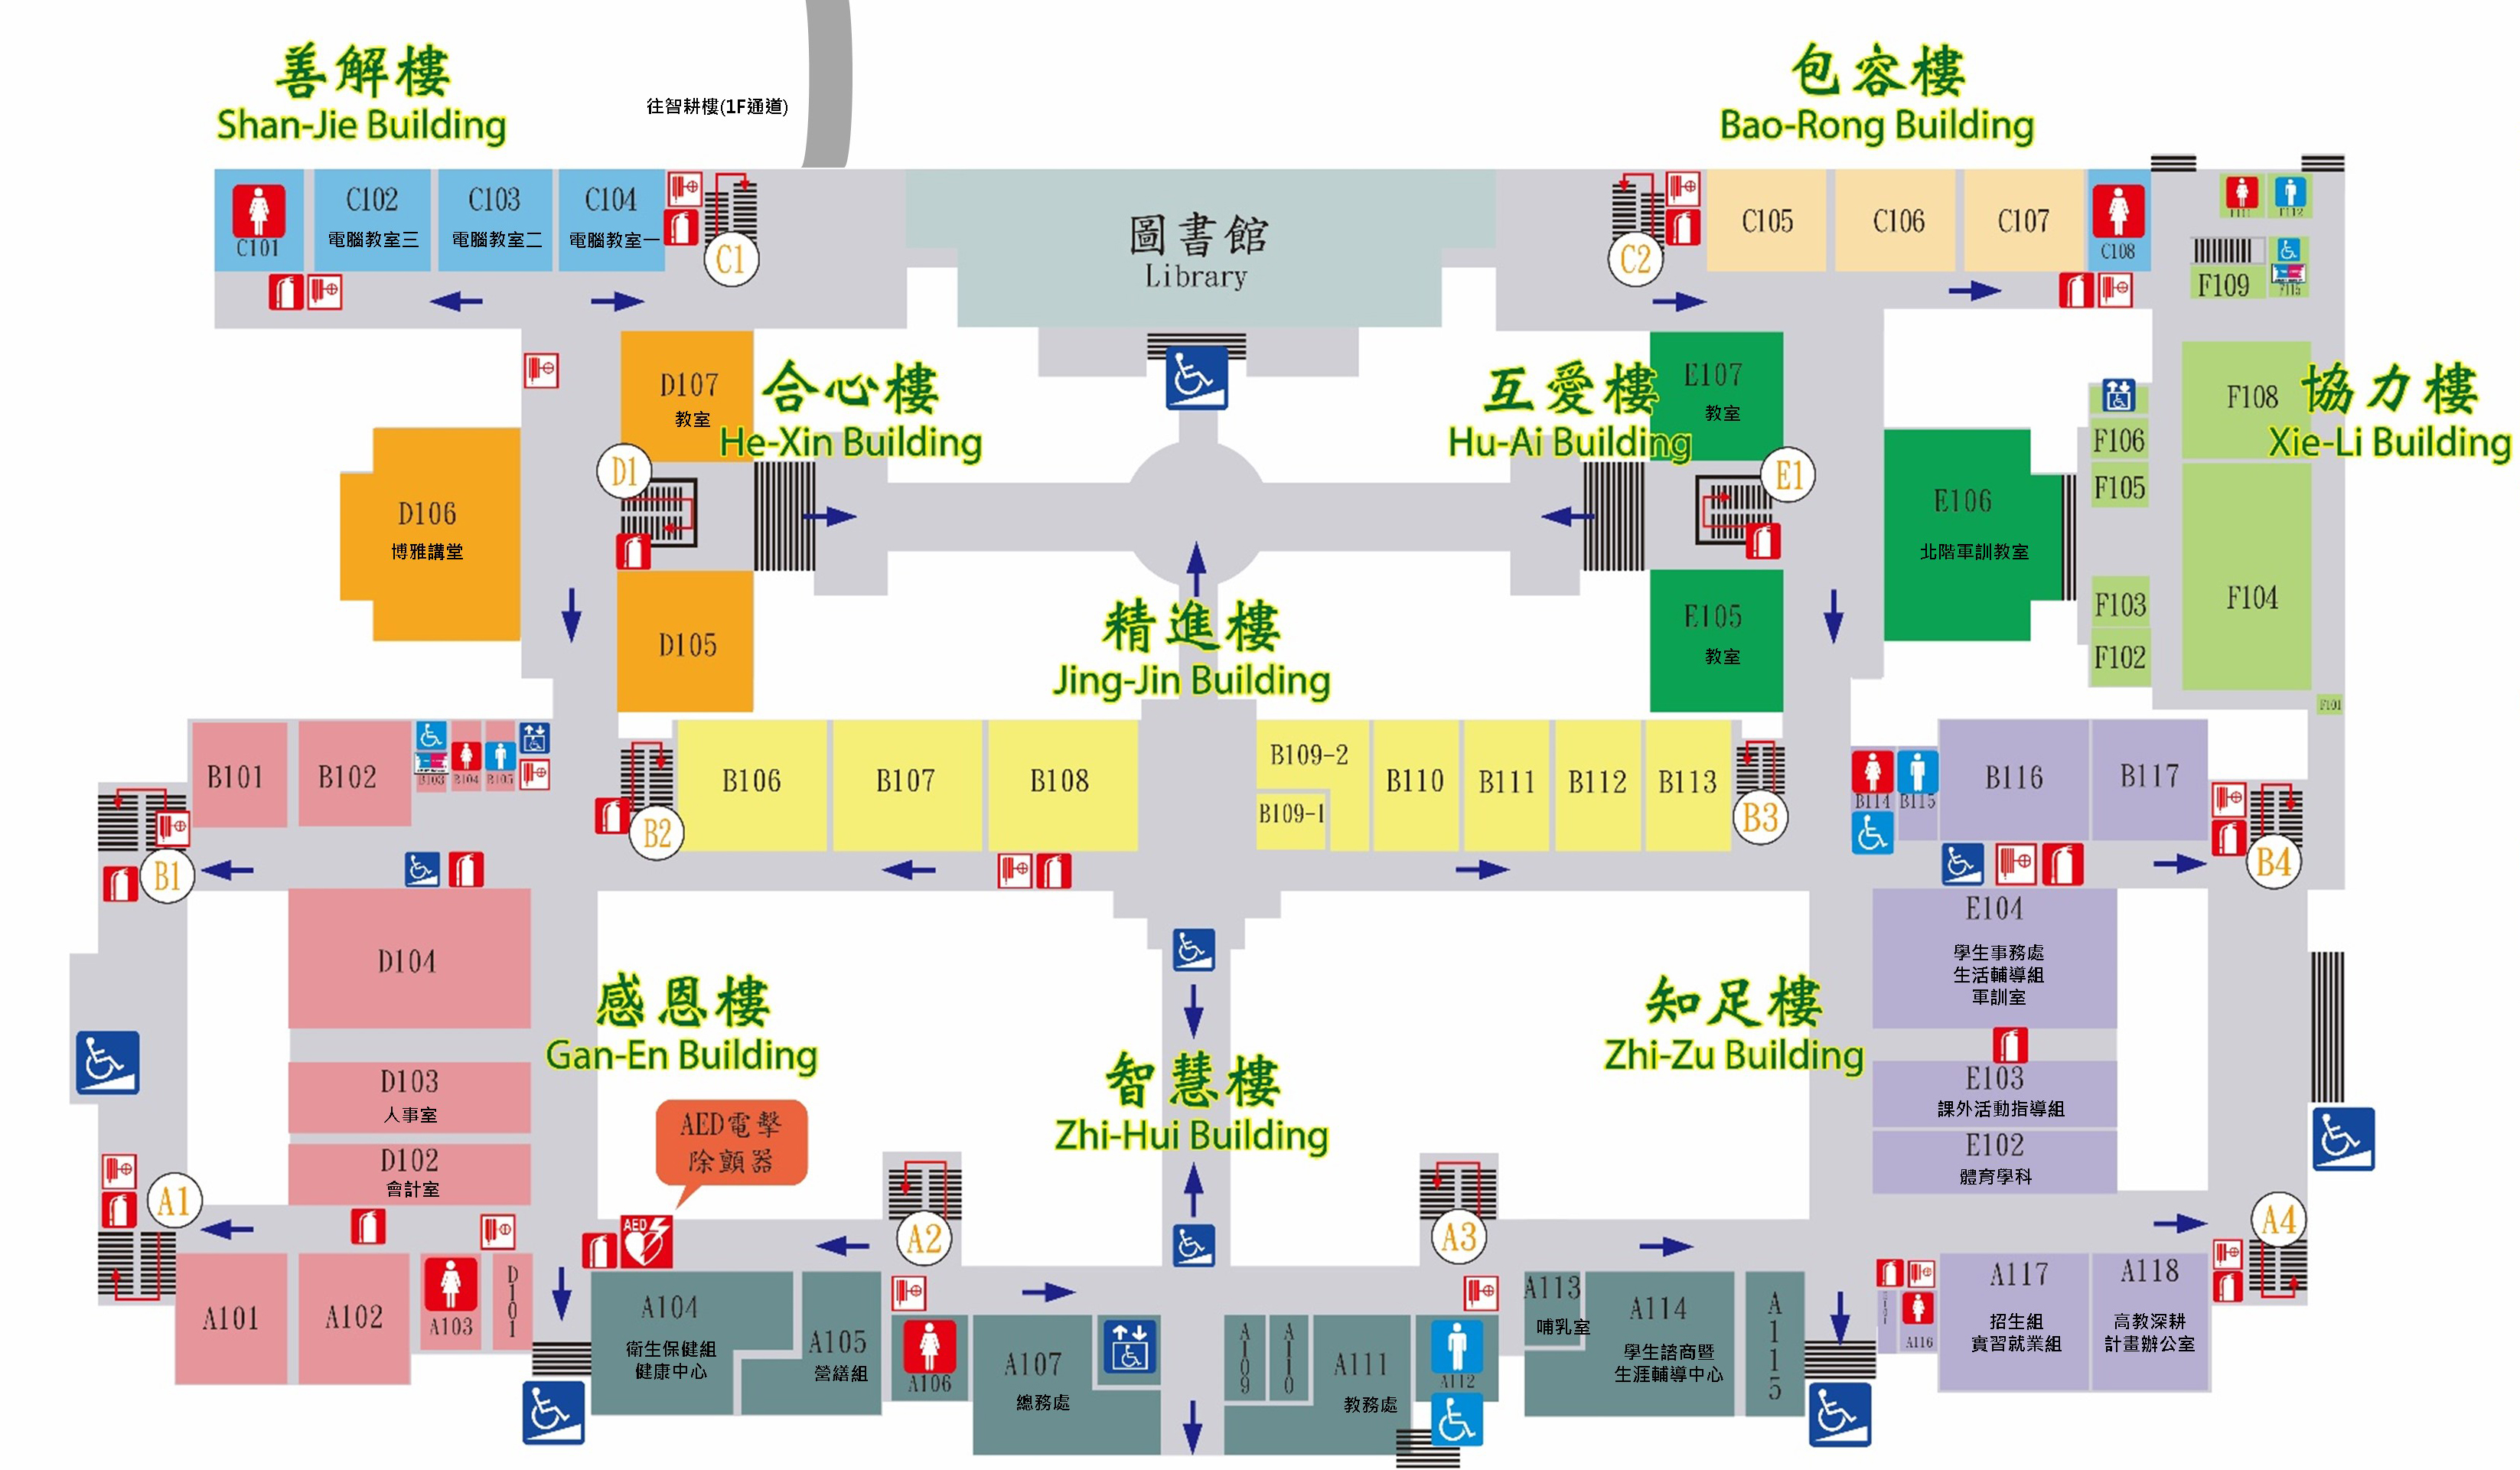 善解樓
Shan-Jie Building
往智耕樓(1F通道)
包容樓
Bao-Rong Building
C101
C102
電腦教室三
C103
電腦教室二
C104
電腦教室一
C1
圖書館
Library
C2
C105
C106
C107
C108
F109
D107
教室
合心樓
He-Xin Building
互愛樓
Hu-Ai Building
E107
教室
F108
協力樓
Xie-Li Building
F106
F105
D1
E1
D106
博雅講堂
E106
北階軍訓教室
F104
F103
F102
F101
D105
精進樓
Jing-Jin Building
E105
教室
B101
B102
B103
B104
B105
B106
B107
B108
B109-2
B109-1
B110
B111
B112
B113
B114
B115
B116
B117
B1
B2
B3
B4
D104
E104
學生事務處
生活輔導組
軍訓室
感恩樓
Gan-En Building
知足樓
Zhi-Zu Building
智慧樓
Zhi-Hui Building
D103
人事室
E103
課外活動指導組
AED電擊
除顫器
D102
會計室
E102
體育學科
A1
A2
A3
A4
AED
A101
A102
A103
D101
A104
衛生保健組
健康中心
A105
營繕組
A106
A107
總務處
A109
A110
A111
教務處
A112
A113
哺乳室
A114
學生諮商暨
生涯輔導中心
A115
A116
A117
招生組
實習就業組
A118
高教深耕
計畫辦公室